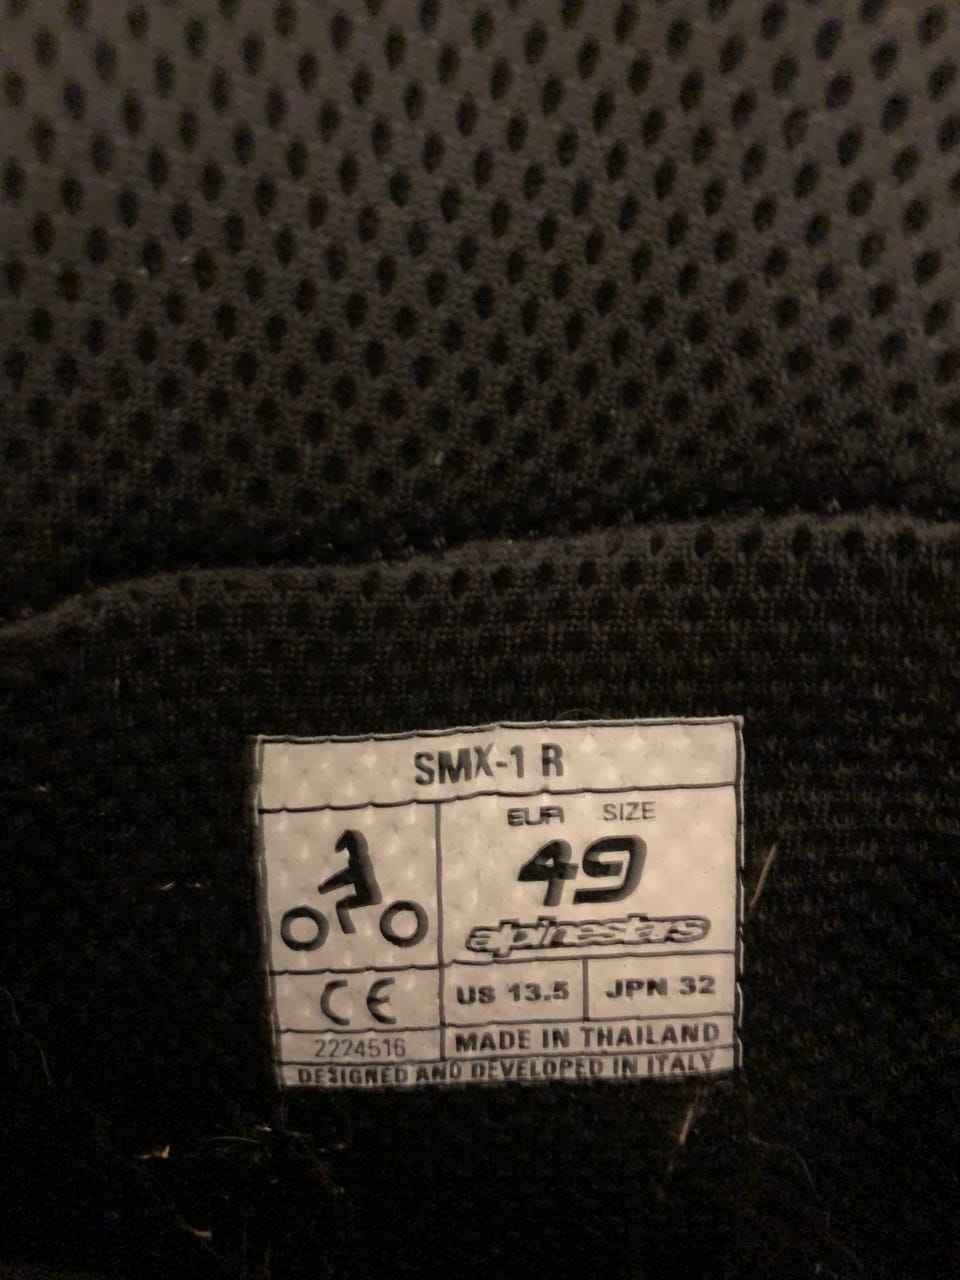 SMX-1 R
EUR SIZE
49
alpinestars
CE
US 13.5
JPN 32
2224516
MADE IN THAILAND
DESIGNED AND DEVELOPED IN ITALY